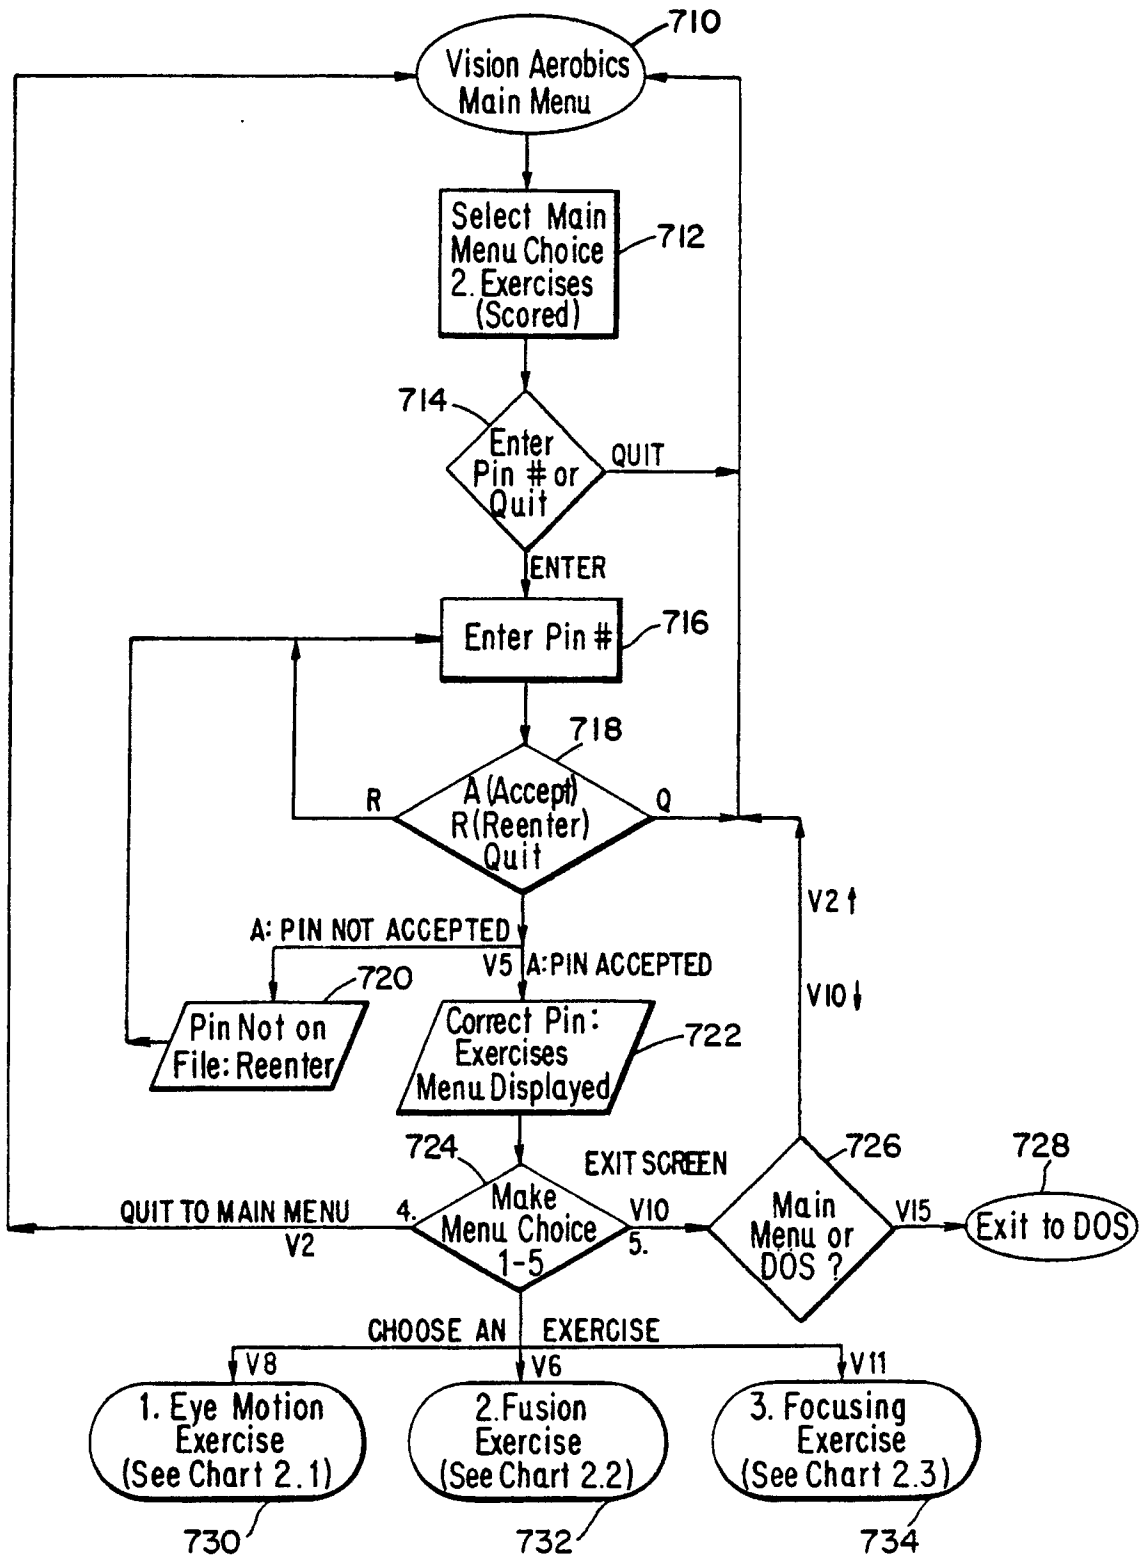 710
Vision Aerobics
Main Menu
Select Main
Menu Choice
2. Exercises
(Scored)
712
714
Enter
Pin # or
Quit
QUIT
ENTER
Enter Pin #
716
718
A (Accept)
R (Reenter)
Quit
R
Q
V2↑
V10↓
A: PIN NOT ACCEPTED
V5
A: PIN ACCEPTED
720
Pin Not on
File: Reenter
Correct Pin:
Exercises
Menu Displayed
722
724
Make
Menu Choice
1-5
4.
QUIT TO MAIN MENU
V2
EXIT SCREEN
V10
5.
726
Main
Menu or
DOS ?
V15
728
Exit to DOS
CHOOSE AN EXERCISE
V8
V6
V11
1. Eye Motion
Exercise
(See Chart 2.1)
2. Fusion
Exercise
(See Chart 2.2)
3. Focusing
Exercise
(See Chart 2.3)
730
732
734